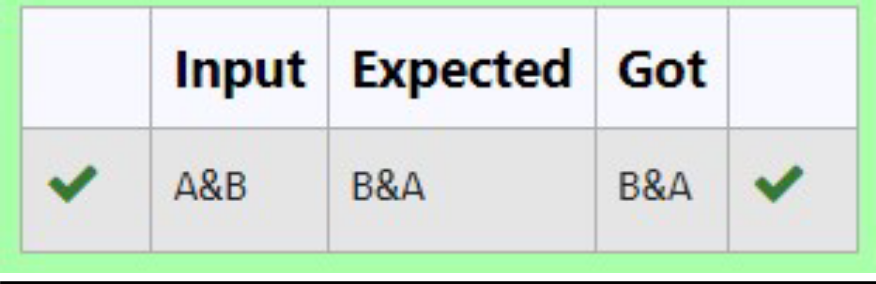 Input Expected Got
A&B B&A B&A